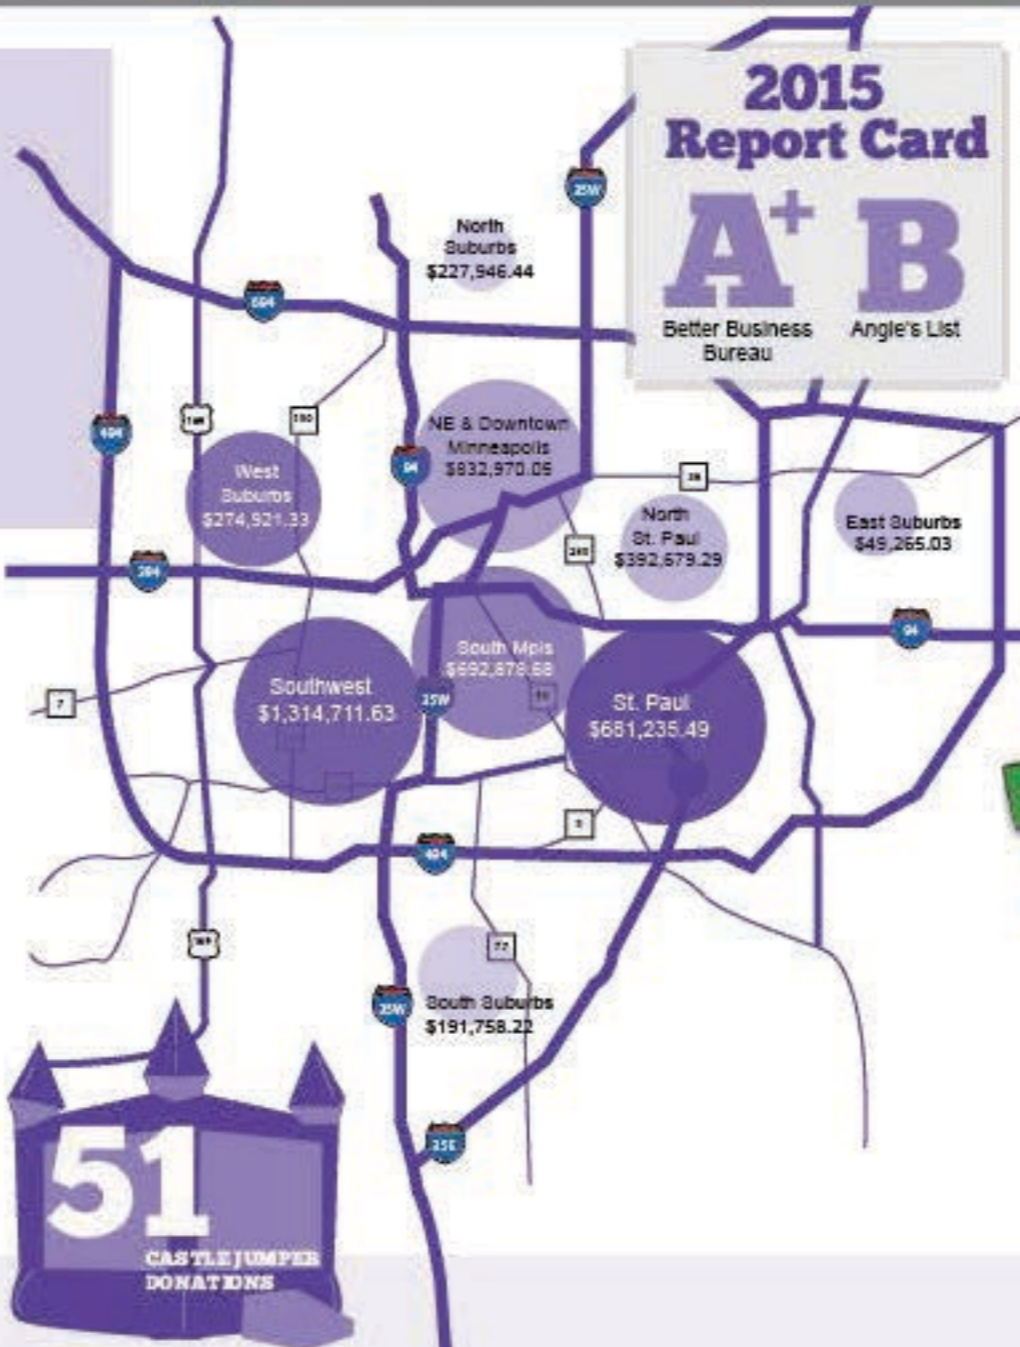 2015
Report Card
A+ B
Better Business
Bureau
Angie's List
35W
North
Suburbs
$227,946.44
694
169
100
494
94
NE & Downtown
Minneapolis
$832,970.05
West
Suburbs
$274,921.33
36
North
St. Paul
$392,679.29
East Suburbs
$49,265.03
280
394
94
South Mpls
$692,878.68
Southwest
$1,314,711.63
35W
St. Paul
$681,235.49
7
5
494
169
77
35W
South Suburbs
$191,758.22
35E
51
CASTLE JUMPER
DONATIONS